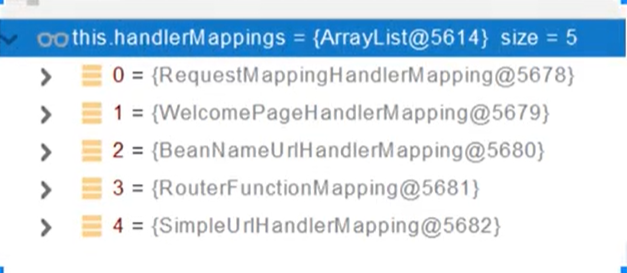 this.handlerMappings = {ArrayList@5614} size = 5
0 = {RequestMappingHandlerMapping@5678}
1 = {WelcomePageHandlerMapping@5679}
2 = {BeanNameUrlHandlerMapping@5680}
3 = {RouterFunctionMapping@5681}
4 = {SimpleUrlHandlerMapping@5682}